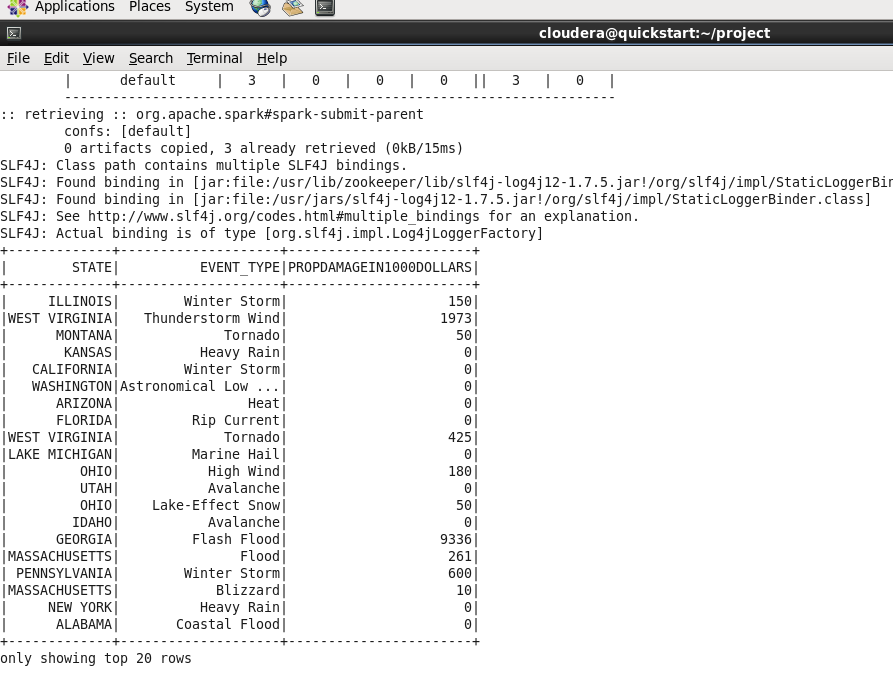 Applications Places System
cloudera@quickstart:~/project
File Edit View Search Terminal Help
| default | 3 | 0 | 0 | 0 || 3 | 0 |
---------------------------------------------------------------------
:: retrieving :: org.apache.spark#spark-submit-parent
confs: [default]
0 artifacts copied, 3 already retrieved (0kB/15ms)
SLF4J: Class path contains multiple SLF4J bindings.
SLF4J: Found binding in [jar:file:/usr/lib/zookeeper/lib/slf4j-log4j12-1.7.5.jar!/org/slf4j/impl/StaticLoggerBin
SLF4J: Found binding in [jar:file:/usr/jars/slf4j-log4j12-1.7.5.jar!/org/slf4j/impl/StaticLoggerBinder.class]
SLF4J: See http://www.slf4j.org/codes.html#multiple_bindings for an explanation.
SLF4J: Actual binding is of type [org.slf4j.impl.Log4jLoggerFactory]
+-------------+--------------------+-----------------------+
| STATE| EVENT_TYPE|PROPDAMAGEIN1000DOLLARS|
+-------------+--------------------+-----------------------+
| ILLINOIS| Winter Storm| 150|
|WEST VIRGINIA| Thunderstorm Wind| 1973|
| MONTANA| Tornado| 50|
| KANSAS| Heavy Rain| 0|
| CALIFORNIA| Winter Storm| 0|
| WASHINGTON|Astronomical Low ...| 0|
| ARIZONA| Heat| 0|
| FLORIDA| Rip Current| 0|
|WEST VIRGINIA| Tornado| 425|
|LAKE MICHIGAN| Marine Hail| 0|
| OHIO| High Wind| 180|
| UTAH| Avalanche| 0|
| OHIO| Lake-Effect Snow| 50|
| IDAHO| Avalanche| 0|
| GEORGIA| Flash Flood| 9336|
|MASSACHUSETTS| Flood| 261|
| PENNSYLVANIA| Winter Storm| 600|
|MASSACHUSETTS| Blizzard| 10|
| NEW YORK| Heavy Rain| 0|
| ALABAMA| Coastal Flood| 0|
+-------------+--------------------+-----------------------+
only showing top 20 rows